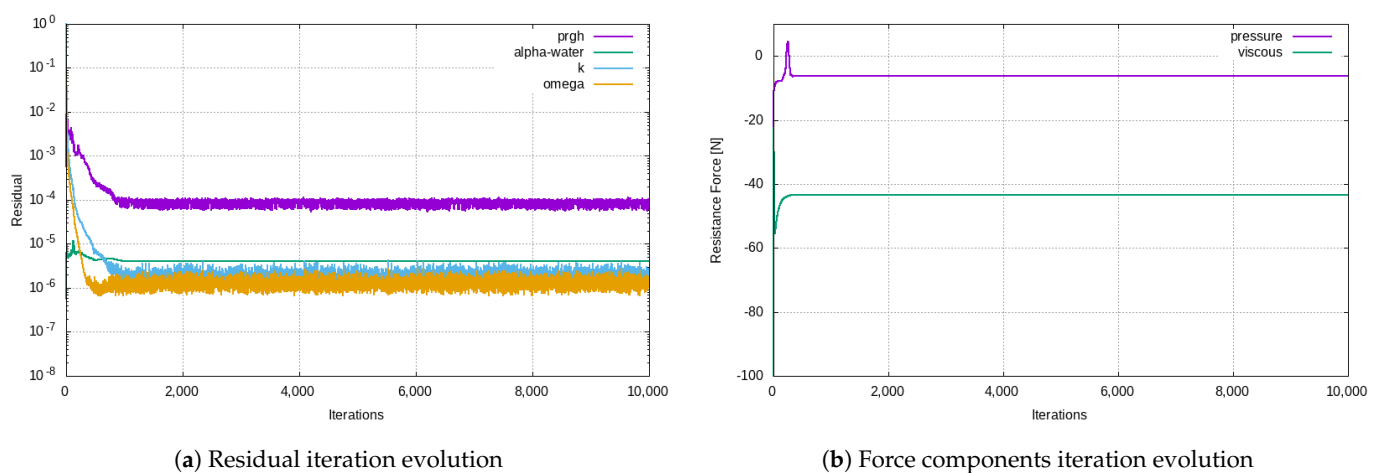 10^0
10^-1
10^-2
10^-3
10^-4
10^-5
10^-6
10^-7
10^-8
Residual
prgh
alpha-water
k
omega
0 2,000 4,000 6,000 8,000 10,000
Iterations
(a) Residual iteration evolution
0
-20
-40
-60
-80
-100
Resistance Force [N]
pressure
viscous
0 2,000 4,000 6,000 8,000 10,000
Iterations
(b) Force components iteration evolution